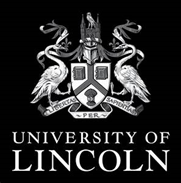 LIBERTAS
PER
SAPIENTIAM
UNIVERSITY OF
LINCOLN